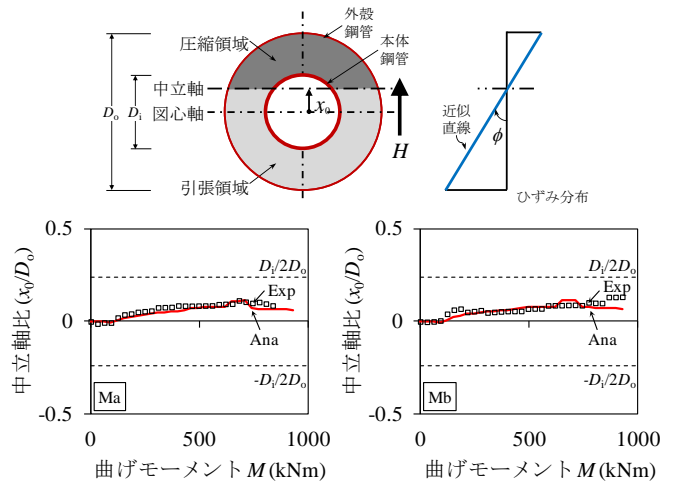 外殻
鋼管
圧縮領域
本体
鋼管
中立軸
x₀
Dₒ
Dᵢ
図心軸
H
引張領域
近似
直線
ϕ
ひずみ分布
0.5
0
-0.5
中立軸比 (x₀/Dₒ)
Dᵢ/2Dₒ
Exp
Ana
-Dᵢ/2Dₒ
Ma
0
500
1000
曲げモーメント M (kNm)
0.5
0
-0.5
中立軸比 (x₀/Dₒ)
Dᵢ/2Dₒ
Exp
Ana
-Dᵢ/2Dₒ
Mb
0
500
1000
曲げモーメント M (kNm)